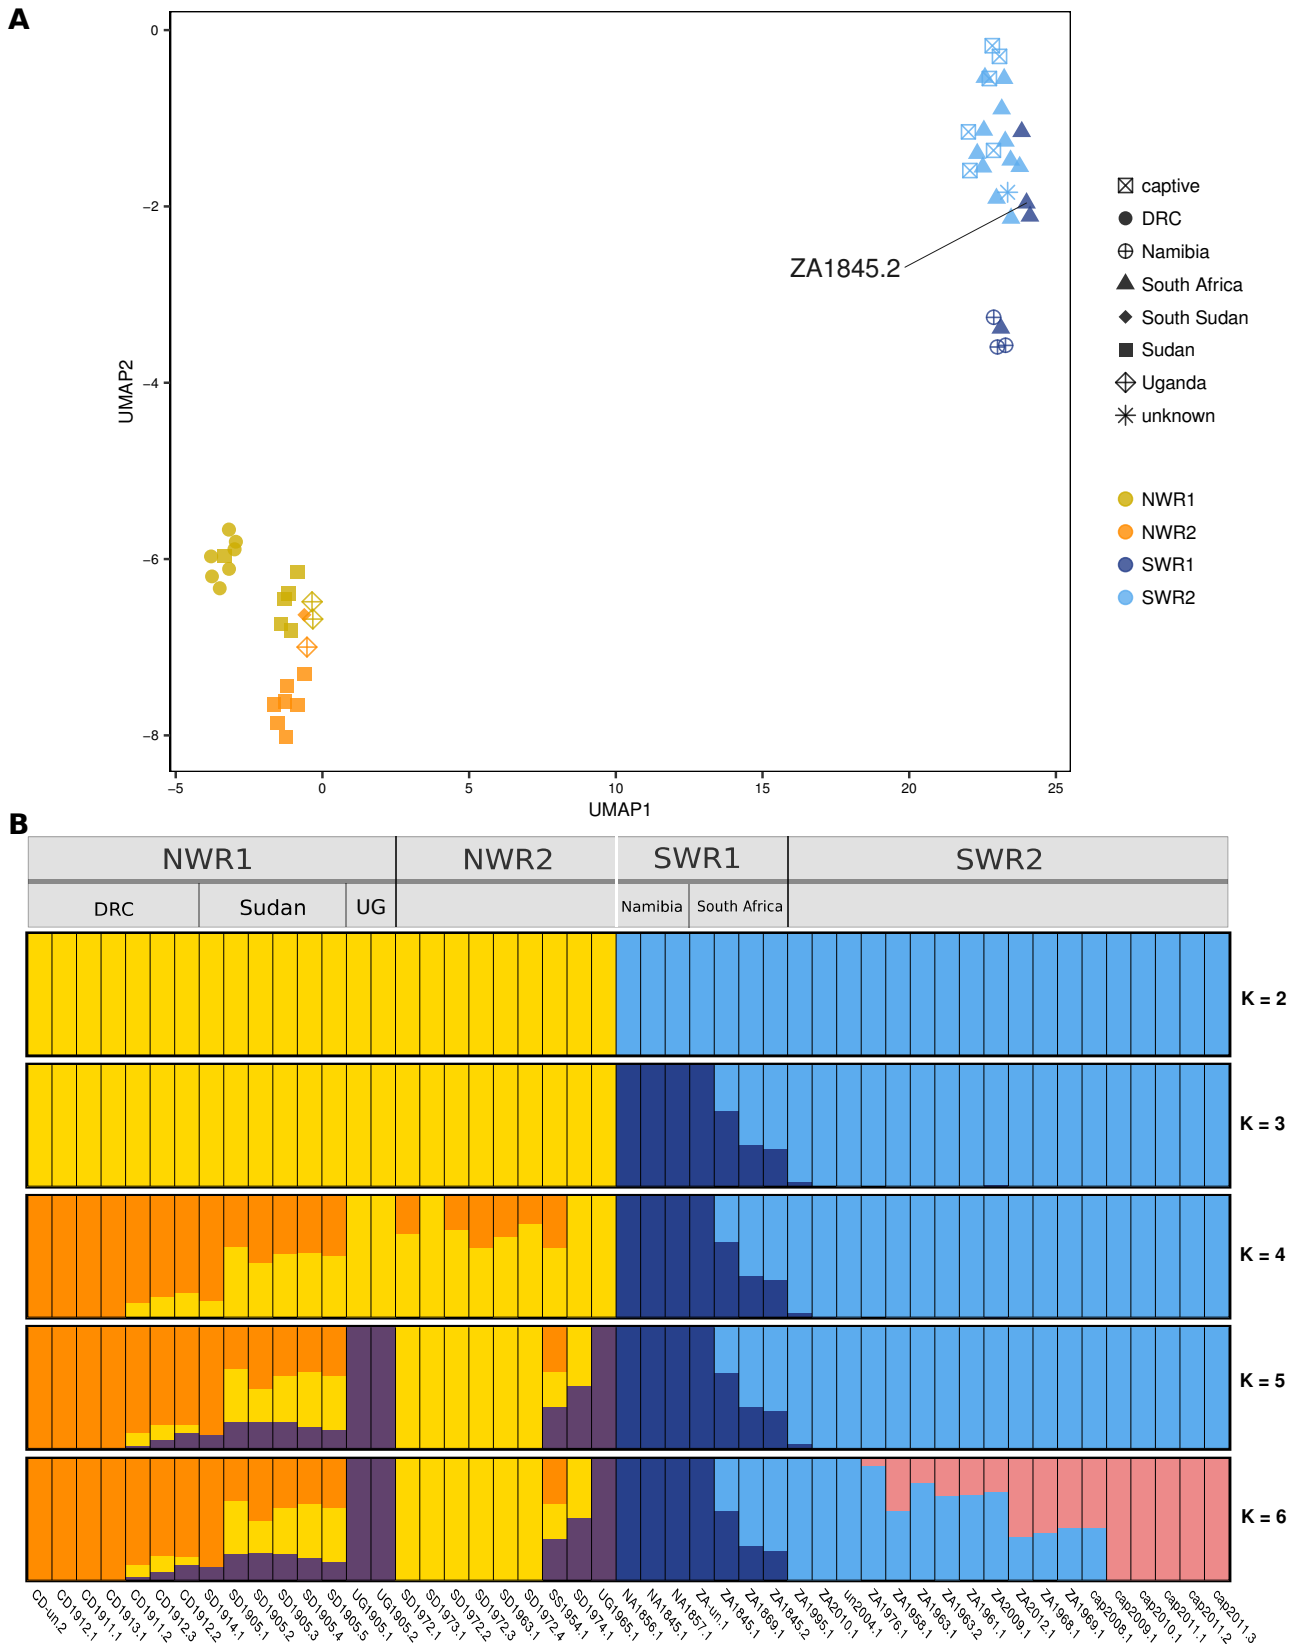 A
0
−2
−4
−6
−8
UMAP2
−5
0
5
10
15
20
25
UMAP1
ZA1845.2
captive
DRC
Namibia
South Africa
South Sudan
Sudan
Uganda
unknown
NWR1
NWR2
SWR1
SWR2
B
NWR1 NWR2 SWR1 SWR2
DRC Sudan UG Namibia South Africa
K = 2
K = 3
K = 4
K = 5
K = 6
CD-un.2
CD1912.1
CD1911.1
CD1913.1
CD1911.2
CD1912.3
CD1912.2
SD1914.1
SD1905.1
SD1905.2
SD1905.3
SD1905.4
SD1905.5
UG1905.1
UG1905.2
SD1972.1
SD1973.1
SD1972.2
SD1972.3
SD1963.1
SD1972.4
SS1954.1
SD1974.1
UG1965.1
NA1856.1
NA1845.1
NA1857.1
ZA-un.1
ZA1845.1
ZA1869.1
ZA1845.2
ZA1995.1
ZA2010.1
un2004.1
ZA1976.1
ZA1958.1
ZA1963.1
ZA1963.2
ZA1961.1
ZA2009.1
ZA2012.1
ZA1968.1
ZA1969.1
cap2008.1
cap2009.1
cap2010.1
cap2011.1
cap2011.2
cap2011.3